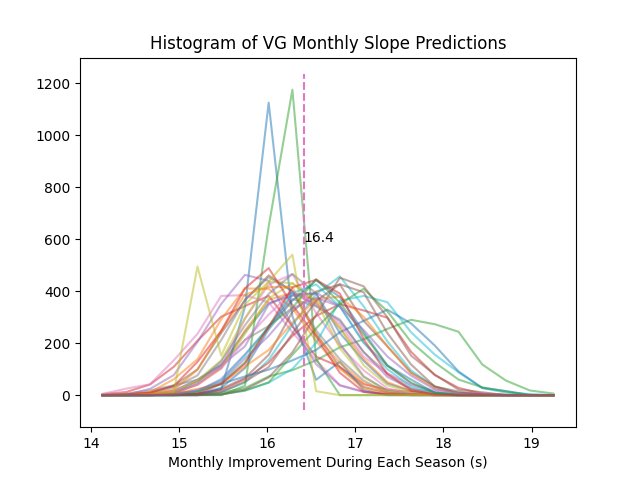 Histogram of VG Monthly Slope Predictions
1200
1000
800
600
400
200
0
16.4
14 15 16 17 18 19
Monthly Improvement During Each Season (s)